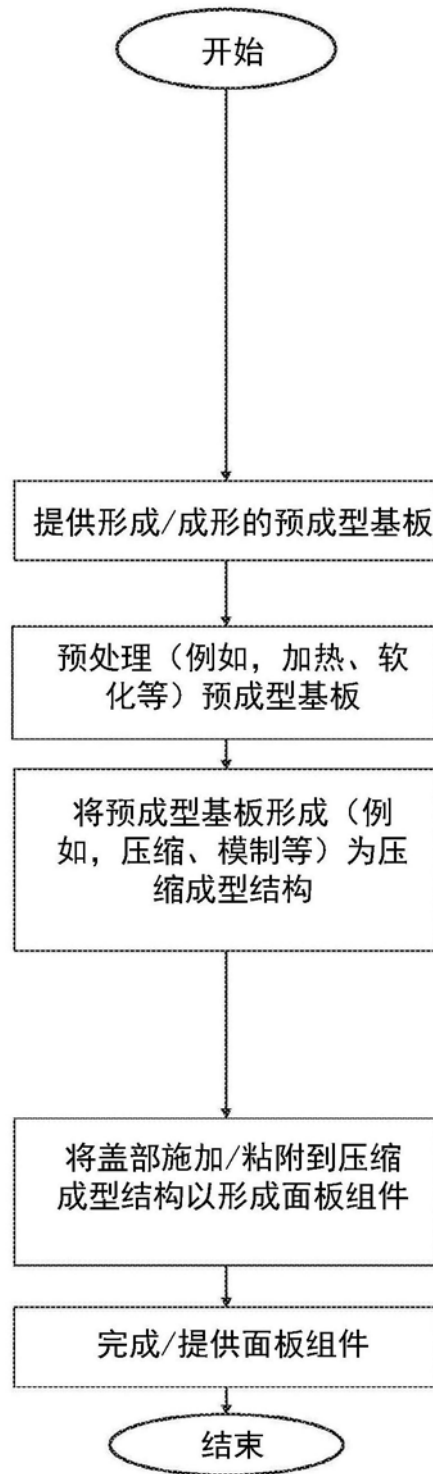 开始
提供形成/成形的预成型基板
预处理（例如，加热、软
化等）预成型基板
将预成型基板形成（例
如，压缩、模制等）为压
缩成型结构
将盖部施加/粘附到压缩
成型结构以形成面板组件
完成/提供面板组件
结束